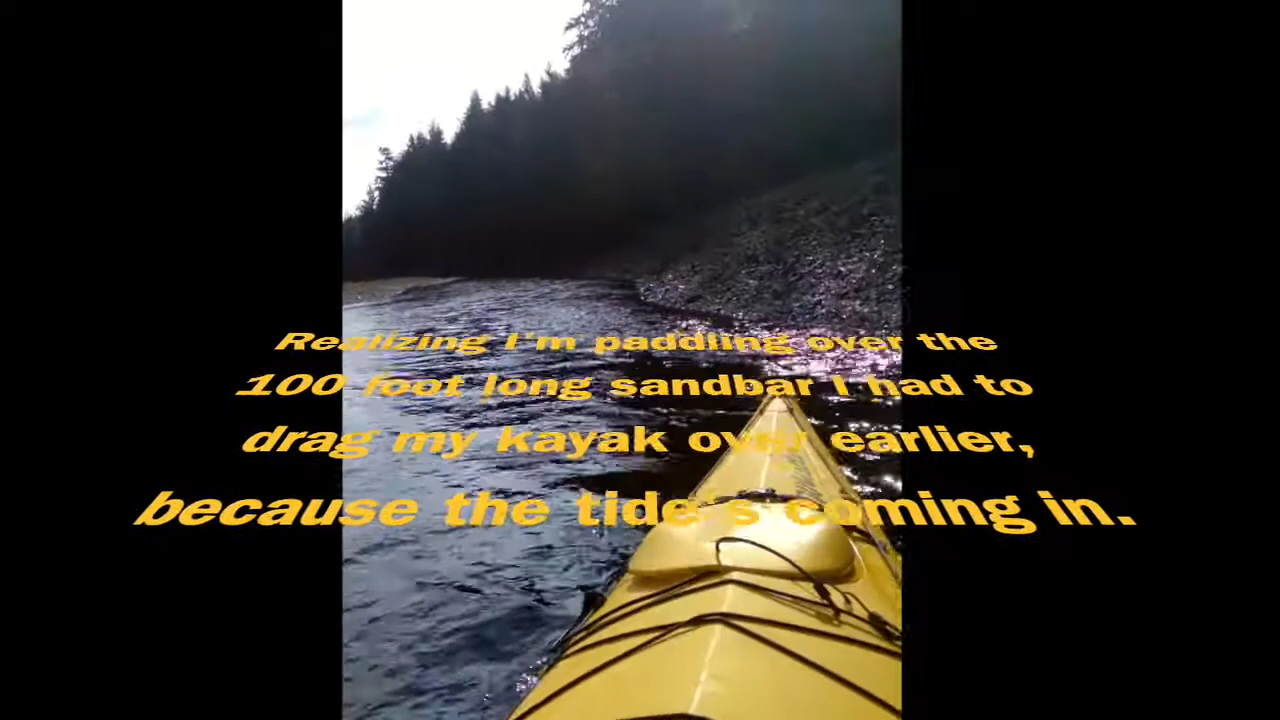 Realizing I'm paddling over the
100 foot long sandbar I had to
drag my kayak over earlier,
because the tide's coming in.